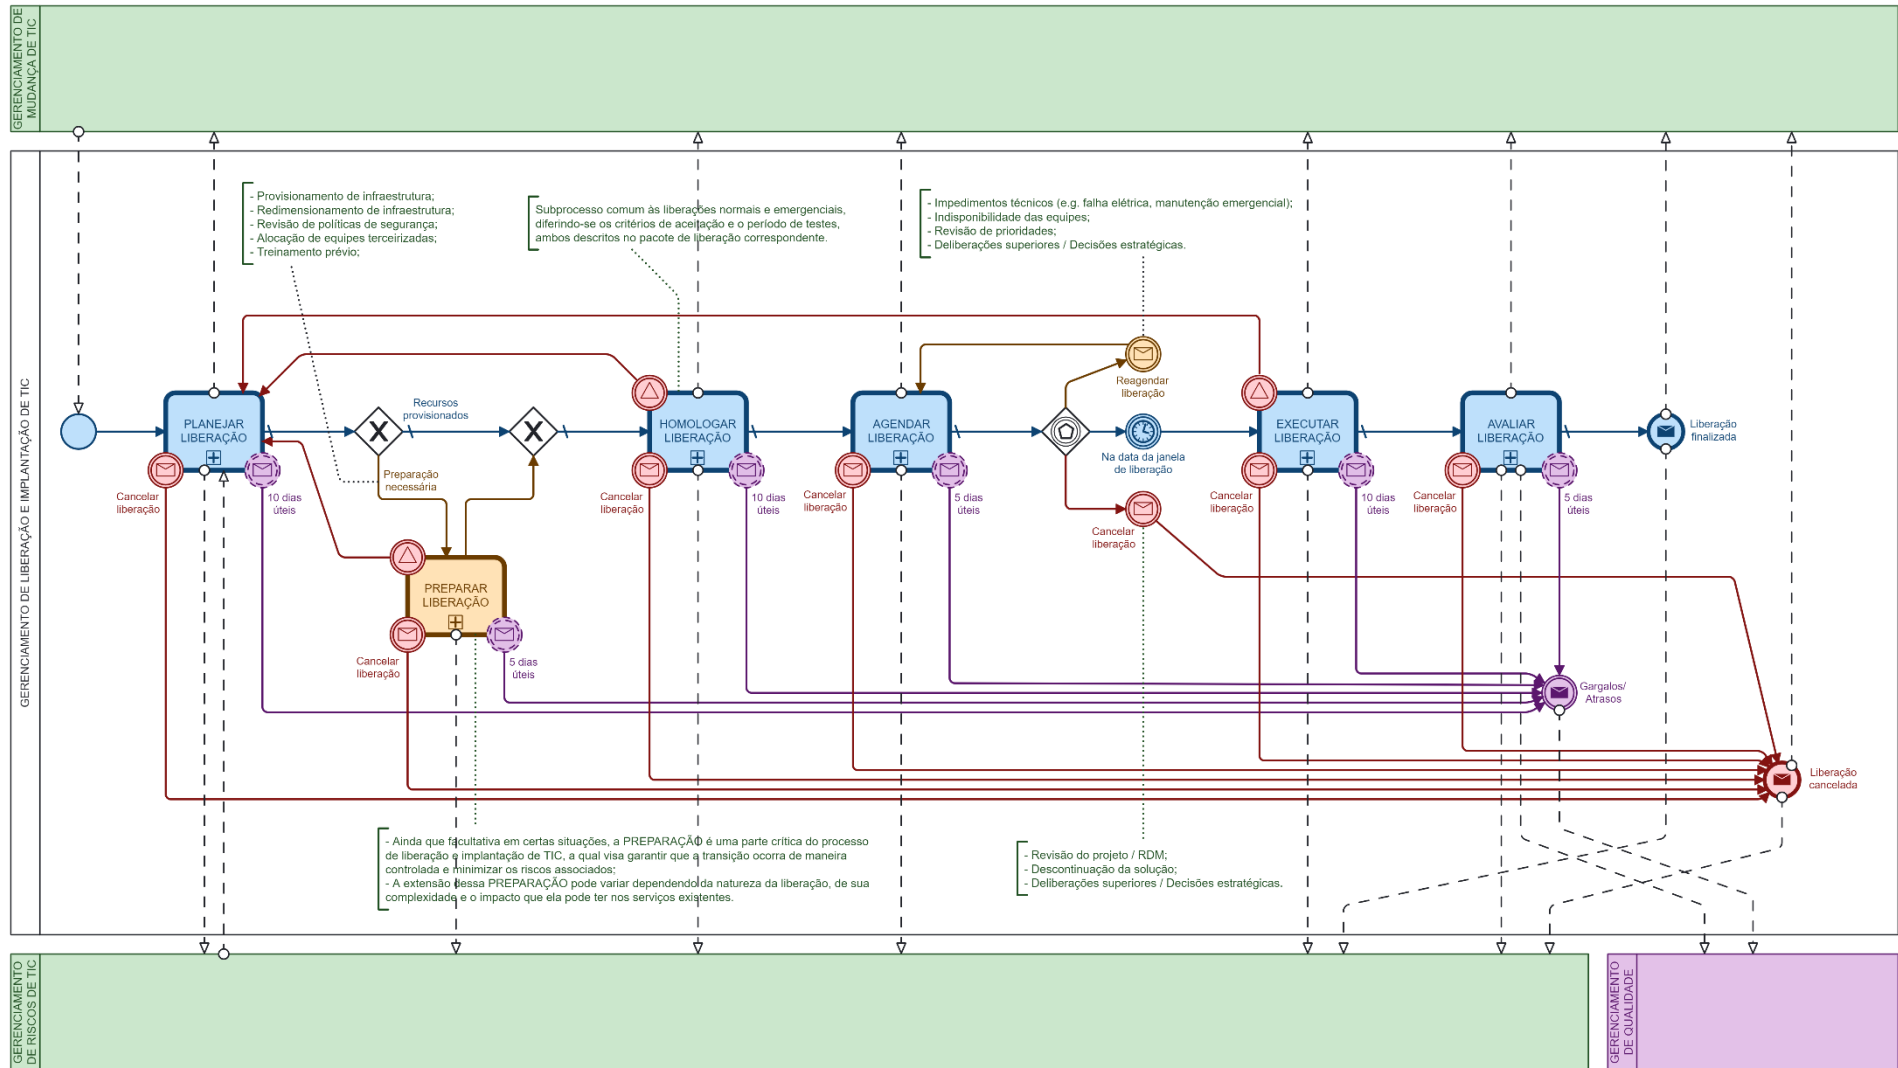 GERENCIAMENTO DE
MUDANÇA DE TIC
GERENCIAMENTO DE LIBERAÇÃO E IMPLANTAÇÃO DE TIC
- Provisionamento de infraestrutura;
- Redimensionamento de infraestrutura;
- Revisão de políticas de segurança;
- Alocação de equipes terceirizadas;
- Treinamento prévio;
Subprocesso comum às liberações normais e emergenciais,
diferindo-se os critérios de aceitação e o período de testes,
ambos descritos no pacote de liberação correspondente.
- Impedimentos técnicos (e.g. falha elétrica, manutenção emergencial);
- Indisponibilidade das equipes;
- Revisão de prioridades;
- Deliberações superiores / Decisões estratégicas.
PLANEJAR
LIBERAÇÃO
Cancelar
liberação
10 dias
úteis
Recursos
provisionados
Preparação
necessária
PREPARAR
LIBERAÇÃO
Cancelar
liberação
5 dias
úteis
HOMOLOGAR
LIBERAÇÃO
Cancelar
liberação
10 dias
úteis
AGENDAR
LIBERAÇÃO
Cancelar
liberação
5 dias
úteis
Reagendar
liberação
Na data da janela
de liberação
Cancelar
liberação
EXECUTAR
LIBERAÇÃO
Cancelar
liberação
10 dias
úteis
AVALIAR
LIBERAÇÃO
Cancelar
liberação
5 dias
úteis
Liberação
finalizada
Gargalos/
Atrasos
Liberação
cancelada
- Ainda que facultativa em certas situações, a PREPARAÇÃO é uma parte crítica do processo
de liberação e implantação de TIC, a qual visa garantir que a transição ocorra de maneira
controlada e minimizar os riscos associados;
- A extensão dessa PREPARAÇÃO pode variar dependendo da natureza da liberação, de sua
complexidade e o impacto que ela pode ter nos serviços existentes.
- Revisão do projeto / RDM;
- Descontinuação da solução;
- Deliberações superiores / Decisões estratégicas.
GERENCIAMENTO
DE RISCOS DE TIC
GERENCIAMENTO
DE QUALIDADE